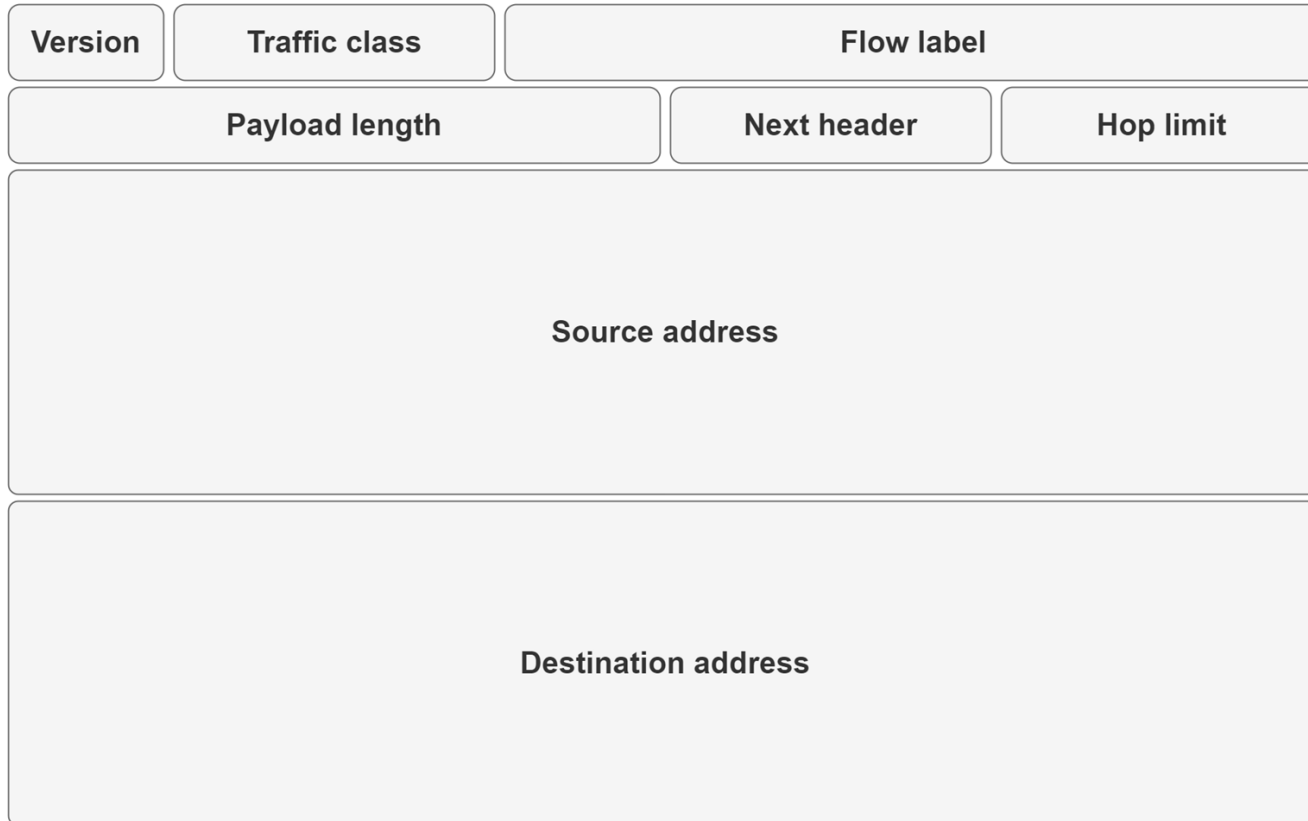 Version
Traffic class
Flow label
Payload length
Next header
Hop limit
Source address
Destination address